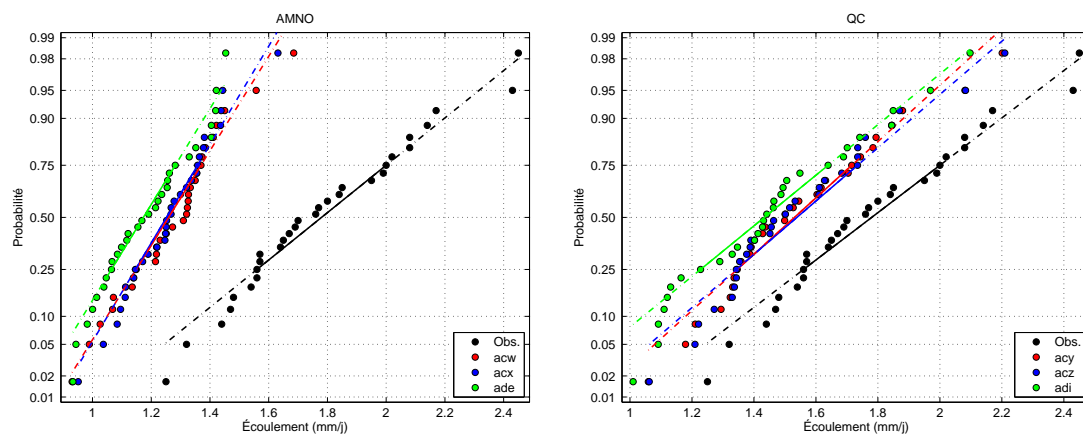 AMNO
Probabilité
0.99
0.98
0.95
0.90
0.75
0.50
0.25
0.10
0.05
0.02
0.01
1
1.2
1.4
1.6
1.8
2
2.2
2.4
Écoulement (mm/j)
Obs.
acw
acx
ade
QC
Probabilité
0.99
0.98
0.95
0.90
0.75
0.50
0.25
0.10
0.05
0.02
0.01
1
1.2
1.4
1.6
1.8
2
2.2
2.4
Écoulement (mm/j)
Obs.
acy
acz
adi